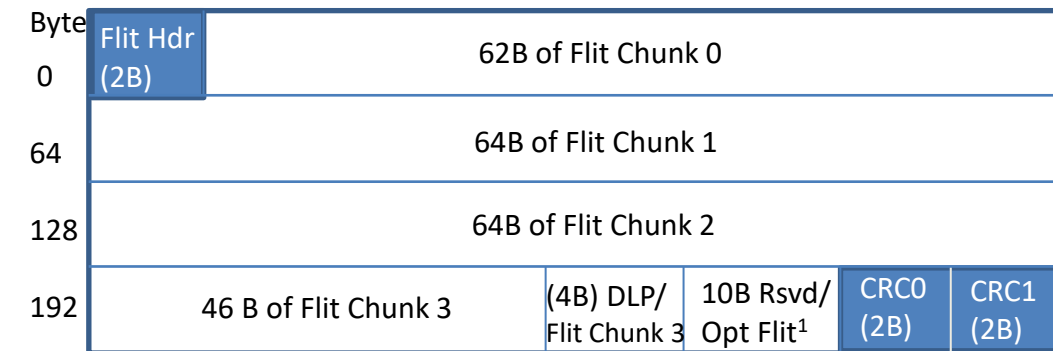 Byte
Flit Hdr
(2B)
62B of Flit Chunk 0
0
64B of Flit Chunk 1
64
64B of Flit Chunk 2
128
192
46 B of Flit Chunk 3
(4B) DLP/
Flit Chunk 3
10B Rsvd/
Opt Flit¹
CRC0
(2B)
CRC1
(2B)